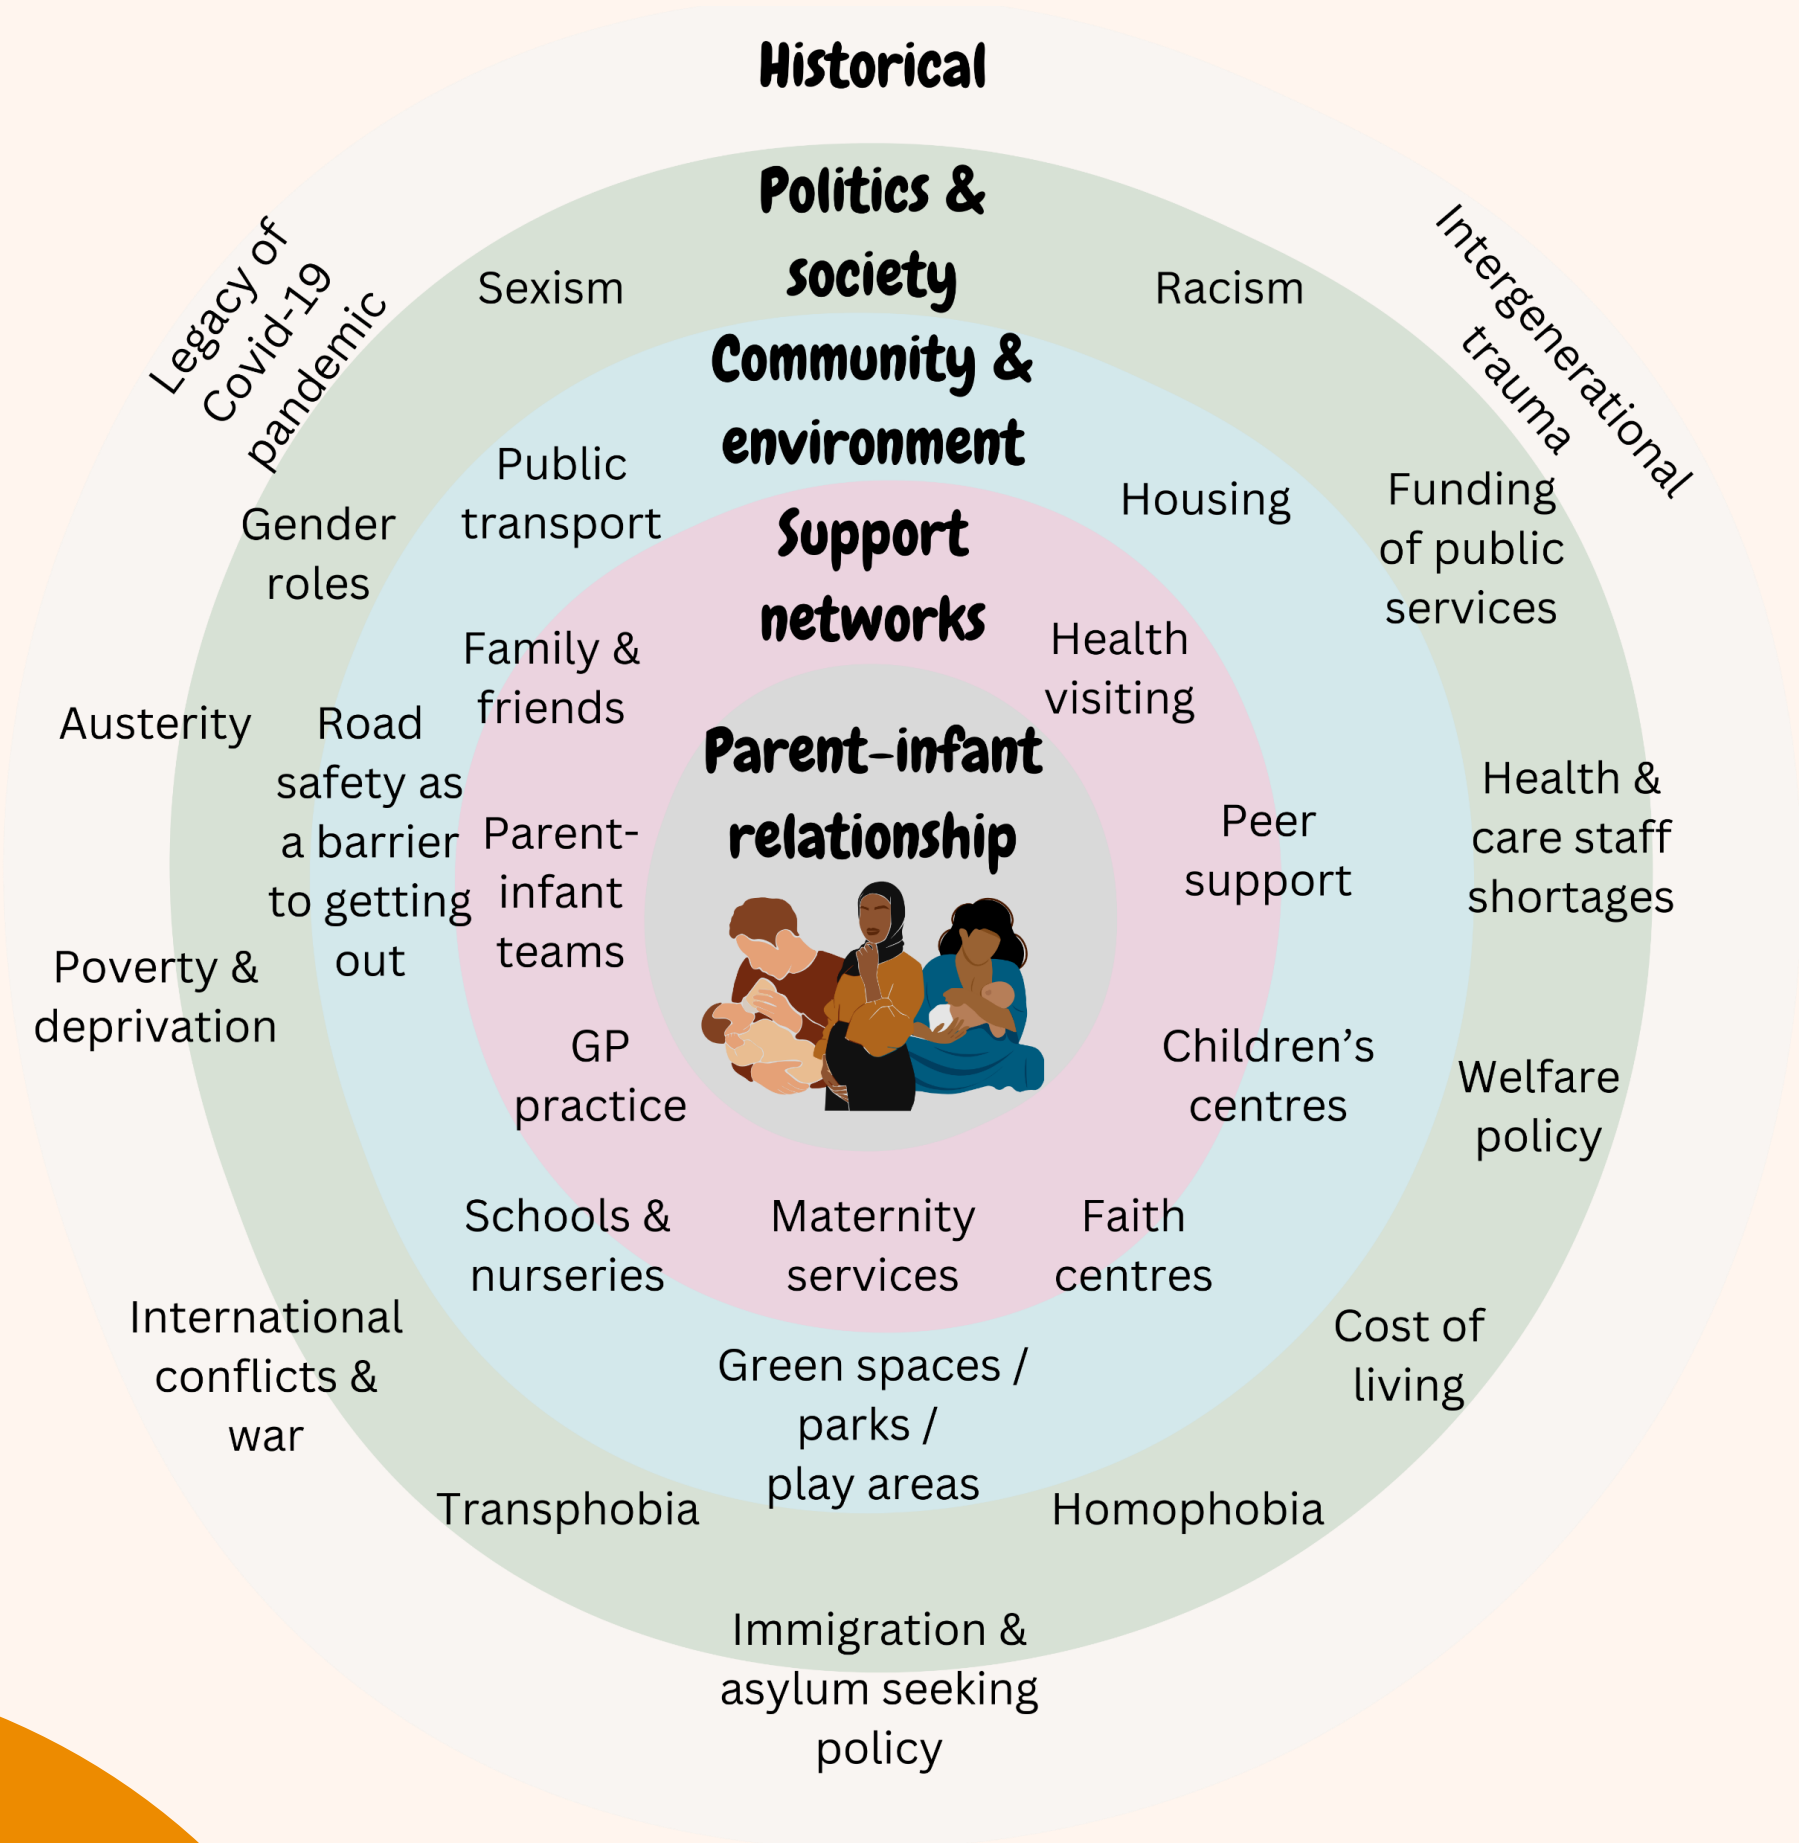 Historical
Politics &
society
Sexism
Racism
Legacy of
Covid-19
pandemic
Intergenerational
trauma
Community &
environment
Public
transport
Housing
Gender
roles
Funding
of public
services
Support
networks
Family &
friends
Health
visiting
Austerity
Road
safety as
a barrier
to getting
out
Parent-infant
relationship
Parent-
infant
teams
Peer
support
Health &
care staff
shortages
Poverty &
deprivation
GP
practice
Children's
centres
Welfare
policy
Schools &
nurseries
Maternity
services
Faith
centres
International
conflicts &
war
Green spaces /
parks /
play areas
Cost of
living
Transphobia
Homophobia
Immigration &
asylum seeking
policy